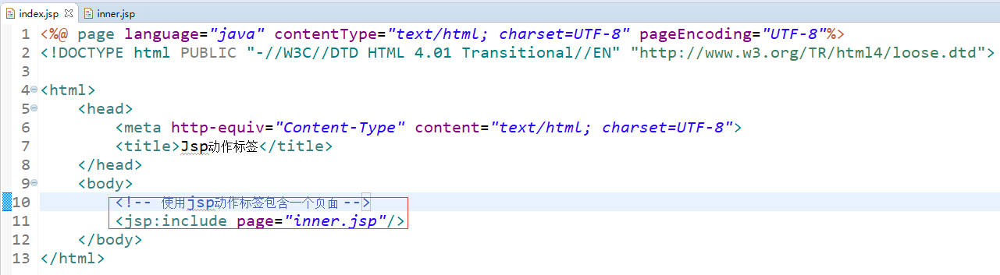 index.jsp inner.jsp
1 <%@ page language="java" contentType="text/html; charset=UTF-8" pageEncoding="UTF-8"%>
2 <!DOCTYPE html PUBLIC "-//W3C//DTD HTML 4.01 Transitional//EN" "http://www.w3.org/TR/html4/loose.dtd">
3
4 <html>
5     <head>
6         <meta http-equiv="Content-Type" content="text/html; charset=UTF-8">
7         <title>Jsp动作标签</title>
8     </head>
9     <body>
10         <!-- 使用jsp动作标签包含一个页面 -->
11         <jsp:include page="inner.jsp"/>
12     </body>
13 </html>